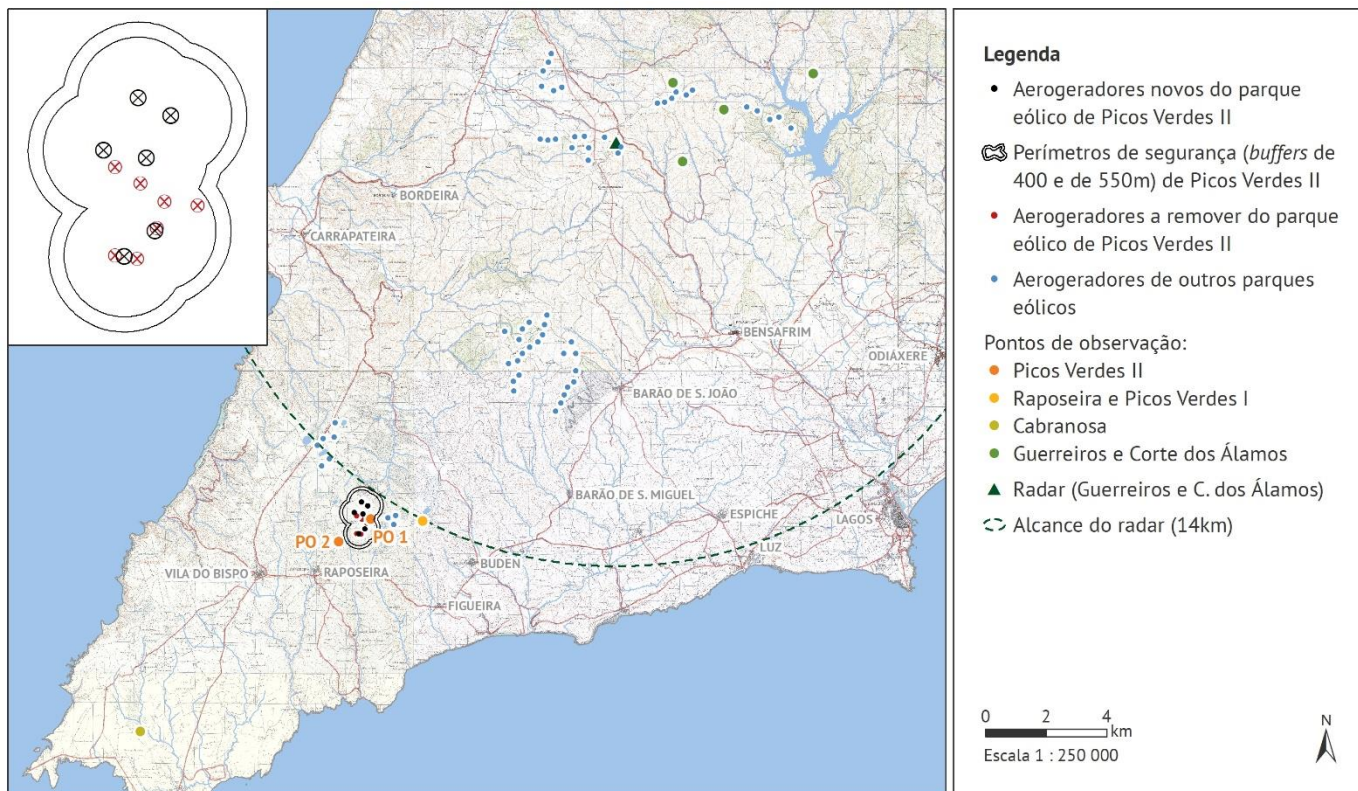 BORDEIRA
CARRAPATEIRA
BENSAFRIM
ODIÁXERE
BARÃO DE S. JOÃO
BARÃO DE S. MIGUEL
ESPICHE
LAGOS
LUZ
PO 1
PO 2
BUDEN
VILA DO BISPO
RAPOSEIRA
FIGUEIRA
Legenda
Aerogeradores novos do parque
eólico de Picos Verdes II
Perímetros de segurança (buffers de
400 e de 550m) de Picos Verdes II
Aerogeradores a remover do parque
eólico de Picos Verdes II
Aerogeradores de outros parques
eólicos
Pontos de observação:
Picos Verdes II
Raposeira e Picos Verdes I
Cabranosa
Guerreiros e Corte dos Álamos
Radar (Guerreiros e C. dos Álamos)
Alcance do radar (14km)
0 2 4
km
Escala 1 : 250 000
N